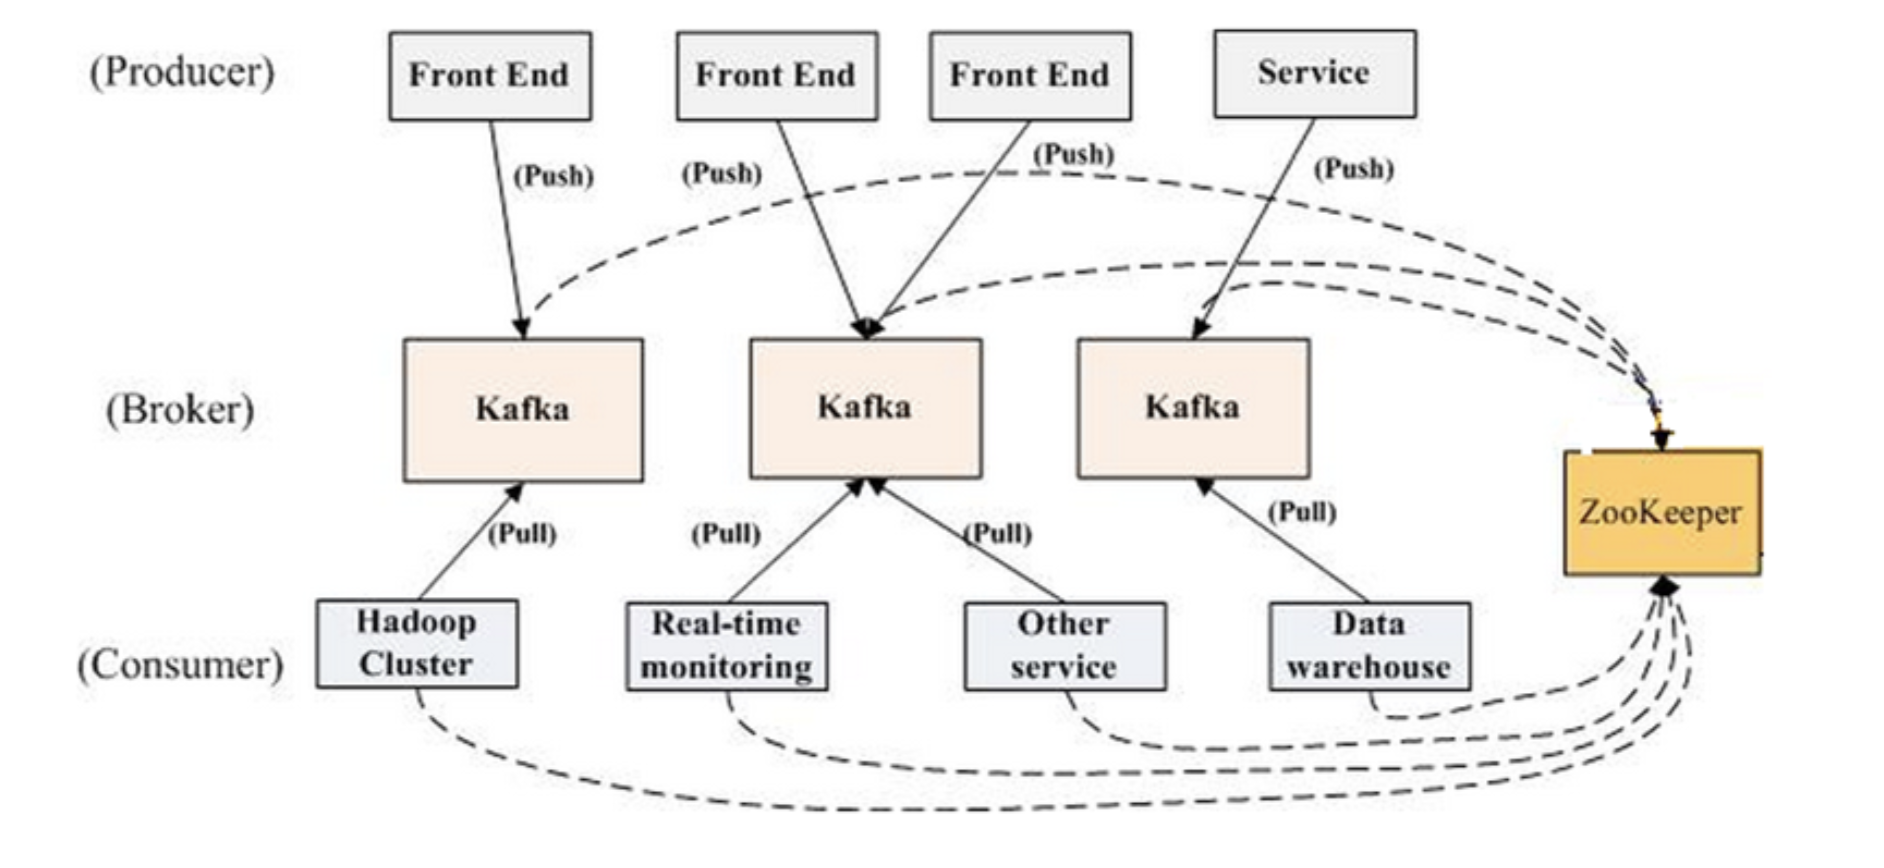 (Producer)
Front End
Front End
Front End
Service
(Push)
(Push)
(Push)
(Push)
(Broker)
Kafka
Kafka
Kafka
ZooKeeper
(Pull)
(Pull)
(Pull)
(Pull)
(Consumer)
Hadoop
Cluster
Real-time
monitoring
Other
service
Data
warehouse